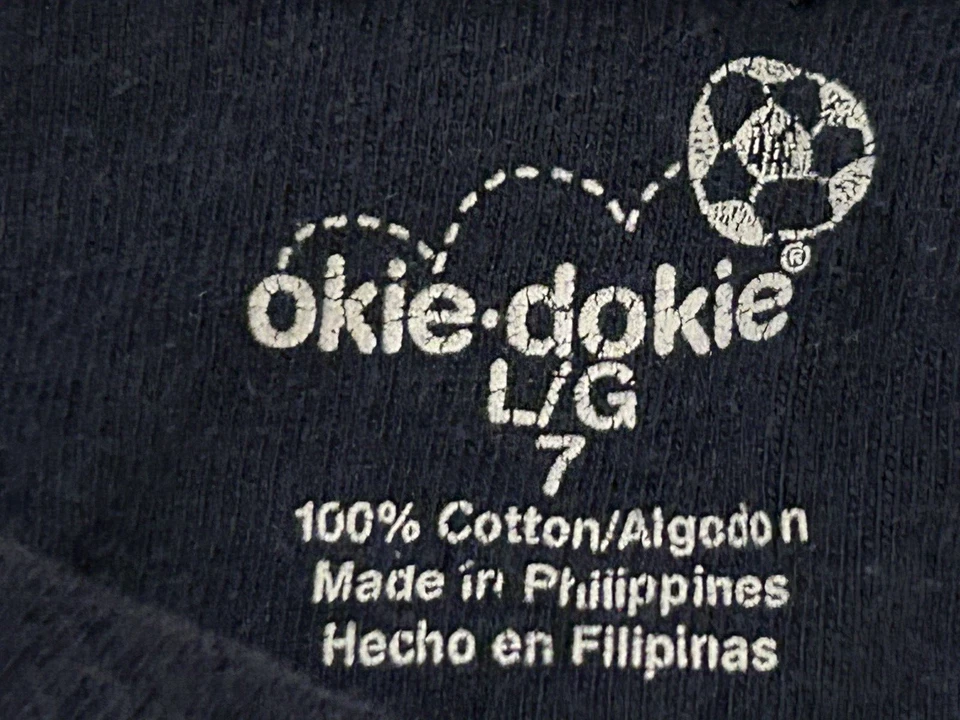 okie·dokie®
L/G
7
100% Cotton/Algodon
Made in Philippines
Hecho en Filipinas